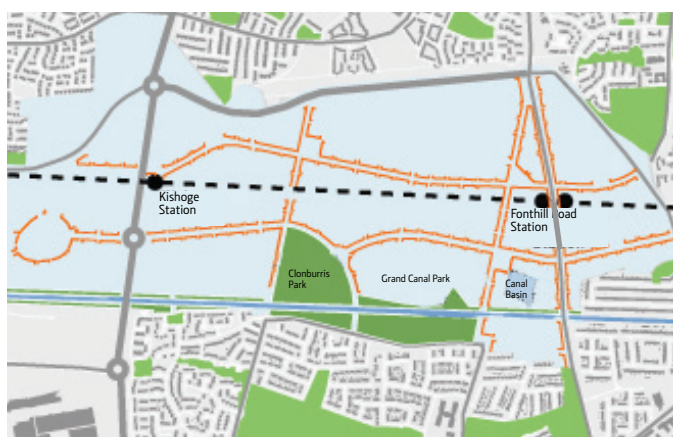 Kishoge
Station
Fonthill Road
Station
Clonburris
Park
Grand Canal Park
Canal
Basin